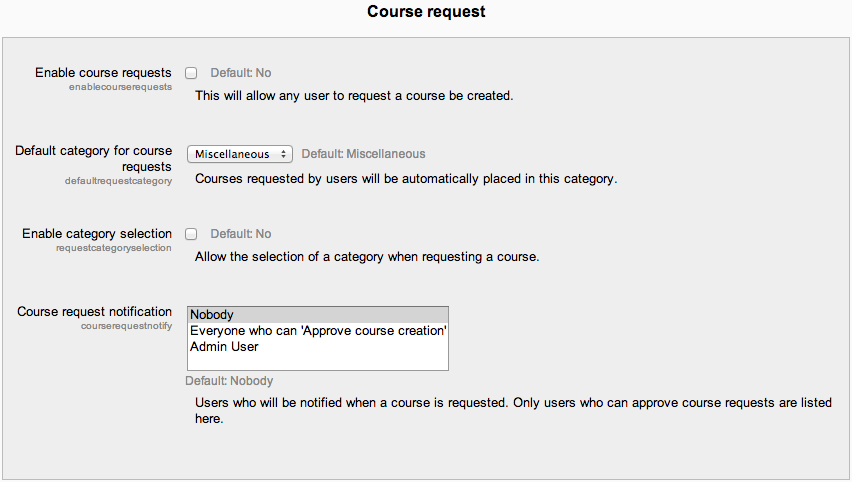 Course request
Enable course requests
enablecourserequests
Default: No
This will allow any user to request a course be created.
Default category for course
requests
defaultrequestcategory
Miscellaneous
Default: Miscellaneous
Courses requested by users will be automatically placed in this category.
Enable category selection
requestcategoryselection
Default: No
Allow the selection of a category when requesting a course.
Course request notification
courserequestnotify
Nobody
Everyone who can 'Approve course creation'
Admin User
Default: Nobody
Users who will be notified when a course is requested. Only users who can approve course requests are listed
here.